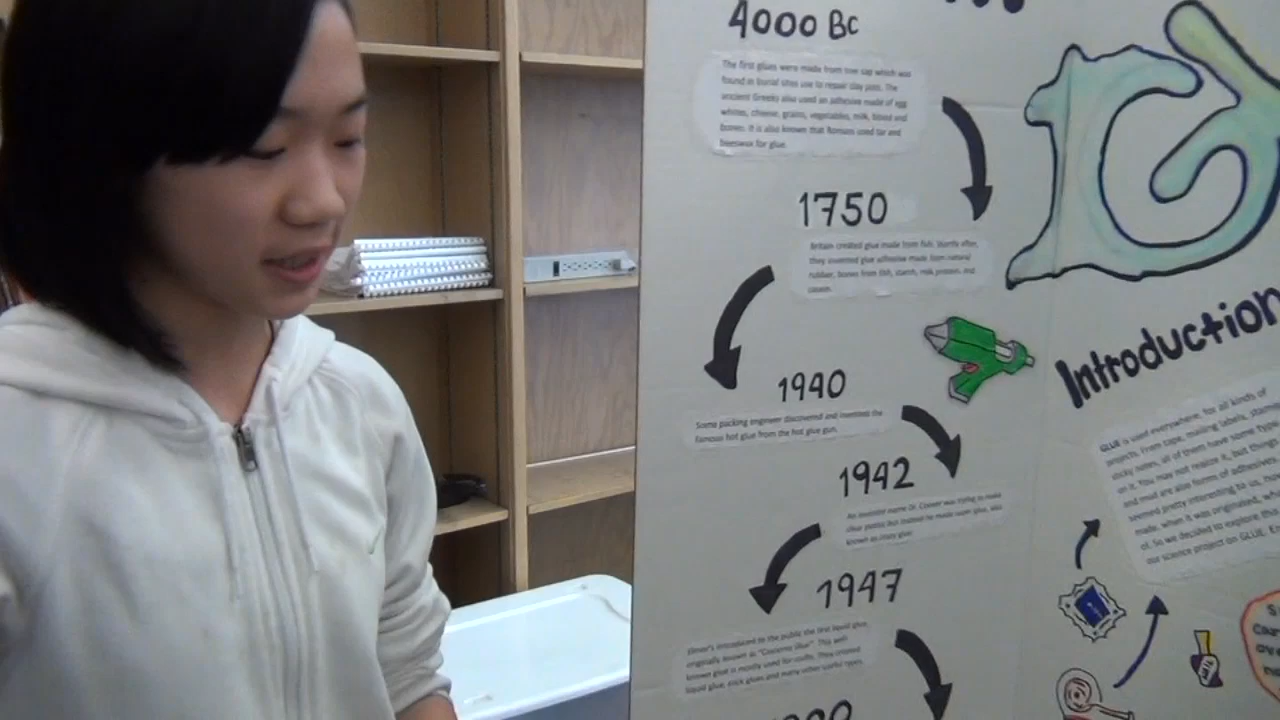 4000 BC
The first glues were made from tree sap which was
found in burial sites use to repair clay pots. The
ancient Greeks also used an adhesive made of egg
whites, cheese, grains, vegetables, milk, blood and
bones. It is also known that Romans used tar and
beeswax for glue.
1750
Britain created glue made from fish. Shortly after,
they invented glue adhesive made from natural
rubber, bones from fish, starch, milk protein, and
casein.
1940
Some packing engineer discovered and invented the
famous hot glue from the hot glue gun.
1942
An inventor name Dr. Coover was trying to make
clear plastic but instead he made super glue, also
known as crazy glue.
1947
Elmer's introduced to the public the first liquid glue
originally known as "Cascorez Glue". This well
known glue is mostly used for crafts. They created
liquid glue, stick glues and many other useful types.
Introduction
GLUE is used everywhere, for all kinds of
projects. From tape, mailing labels, stamps
sticky notes, all of them have some type
on it. You may not realize it, but things
and mud are also forms of adhesives.
seemed pretty interesting to us, how
made, when it was originated, wh
of. So we decided to explore this
our science project on GLUE. En